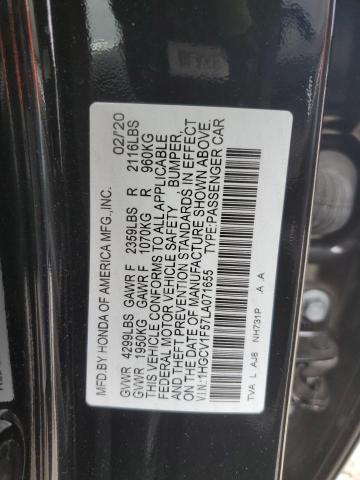 MFD.BY HONDA OF AMERICA MFG.,INC. 02/20
GVWR 4299LBS GAWR F 2359LBS R 2116LBS
GVWR 1950KG GAWR F 1070KG R 960KG
THIS VEHICLE CONFORMS TO ALL APPLICABLE
FEDERAL MOTOR VEHICLE SAFETY, BUMPER,
AND THEFT PREVENTION STANDARDS IN EFFECT
ON THE DATE OF MANUFACTURE SHOWN ABOVE.
V.I.N.:1HGCV1F57LA071655 TYPE:PASSENGER CAR
TVA L AJ8 NH731P A A